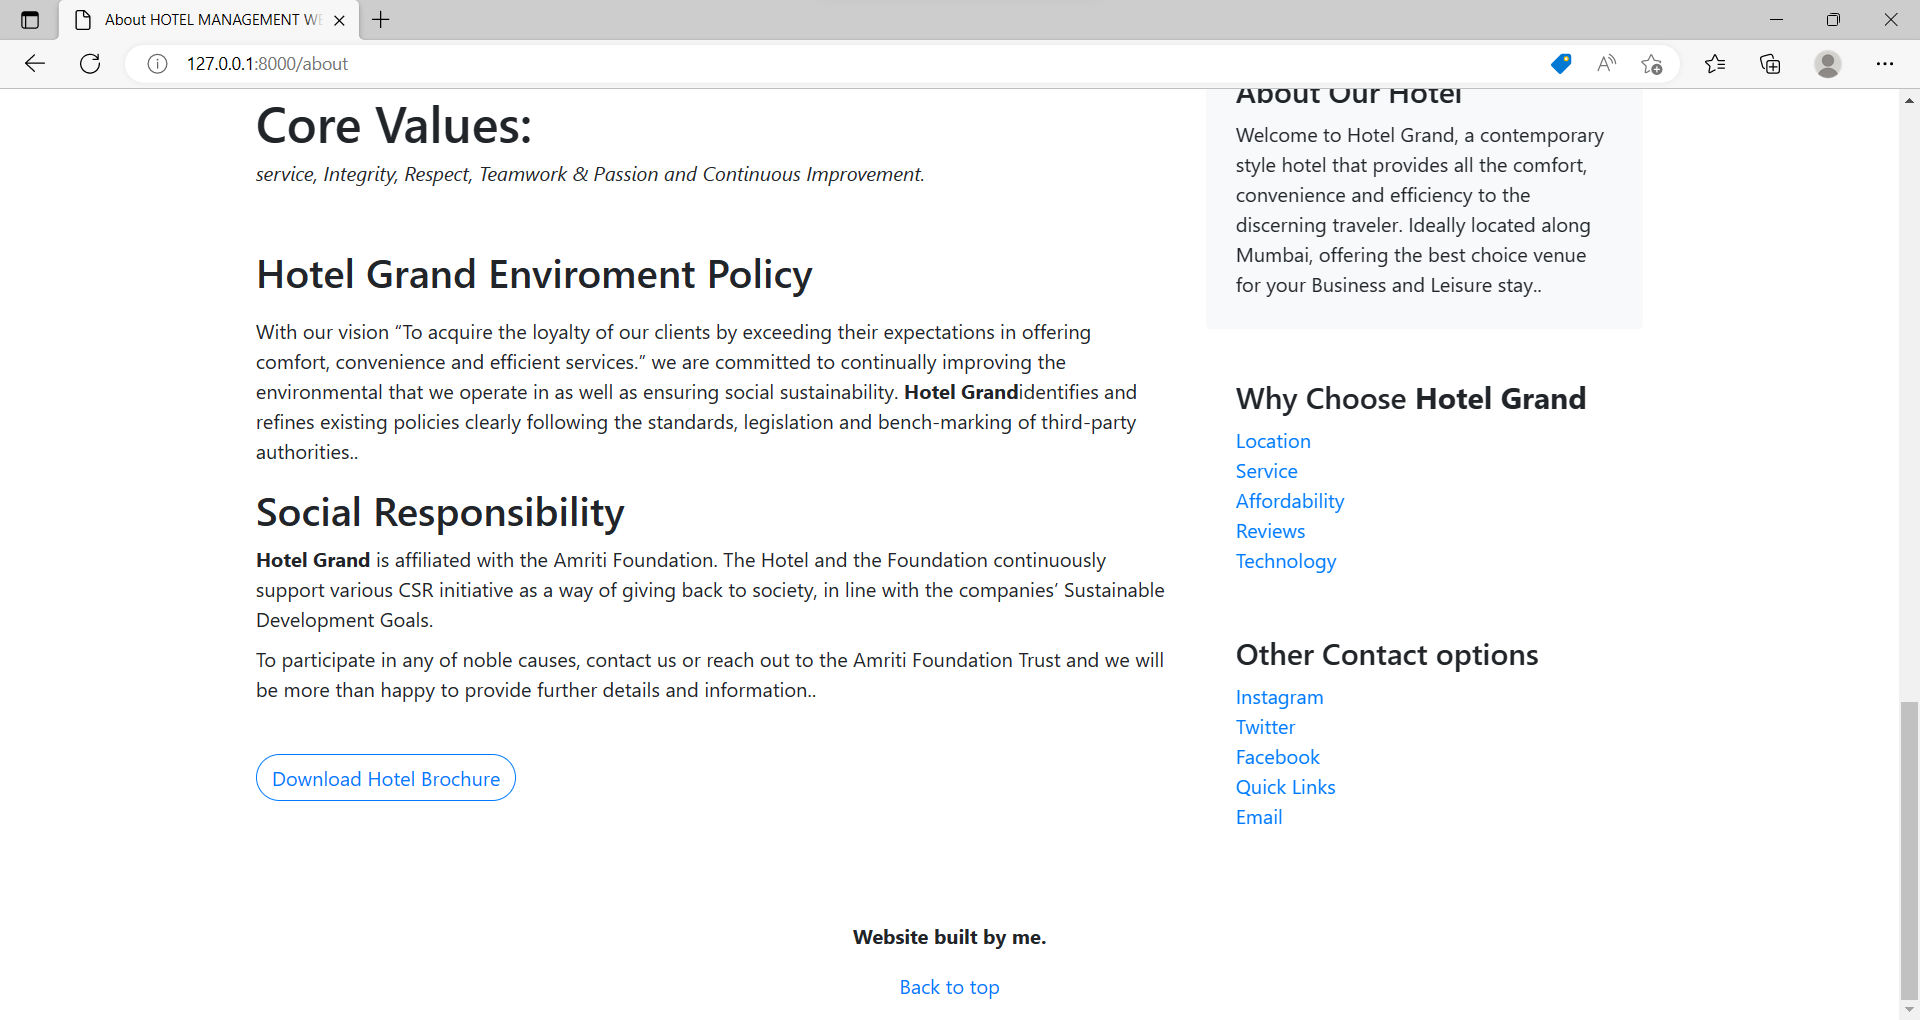 About HOTEL MANAGEMENT WE
127.0.0.1:8000/about
Core Values:
service, Integrity, Respect, Teamwork & Passion and Continuous Improvement.
Hotel Grand Enviroment Policy
With our vision “To acquire the loyalty of our clients by exceeding their expectations in offering
comfort, convenience and efficient services.” we are committed to continually improving the
environmental that we operate in as well as ensuring social sustainability. Hotel Grandidentifies and
refines existing policies clearly following the standards, legislation and bench-marking of third-party
authorities..
Social Responsibility
Hotel Grand is affiliated with the Amriti Foundation. The Hotel and the Foundation continuously
support various CSR initiative as a way of giving back to society, in line with the companies’ Sustainable
Development Goals.
To participate in any of noble causes, contact us or reach out to the Amriti Foundation Trust and we will
be more than happy to provide further details and information..
Download Hotel Brochure
About Our Hotel
Welcome to Hotel Grand, a contemporary
style hotel that provides all the comfort,
convenience and efficiency to the
discerning traveler. Ideally located along
Mumbai, offering the best choice venue
for your Business and Leisure stay..
Why Choose Hotel Grand
Location
Service
Affordability
Reviews
Technology
Other Contact options
Instagram
Twitter
Facebook
Quick Links
Email
Website built by me.
Back to top